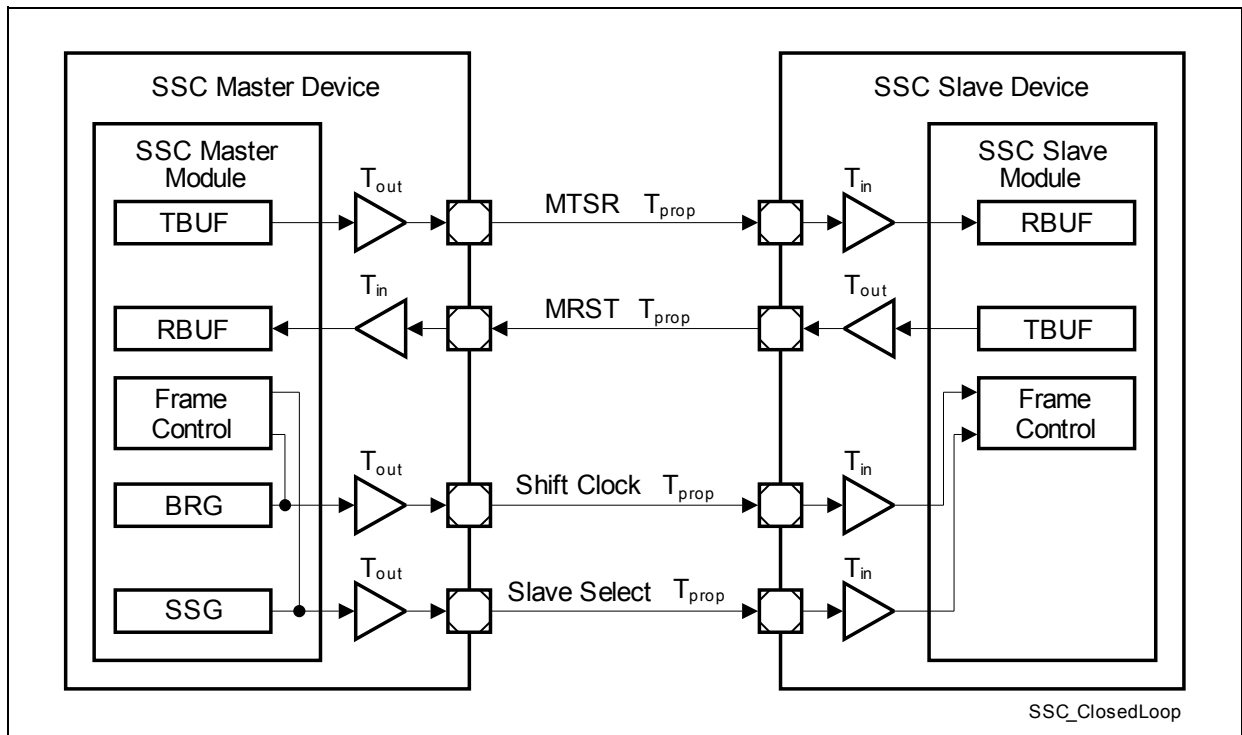 SSC Master Device
SSC Master
Module
TBUF
RBUF
Frame
Control
BRG
SSG
Tout
Tin
Tout
Tout
MTSR Tprop
MRST Tprop
Shift Clock Tprop
Slave Select Tprop
SSC Slave Device
SSC Slave
Module
Tin
Tout
Tin
Tin
RBUF
TBUF
Frame
Control
SSC_ClosedLoop